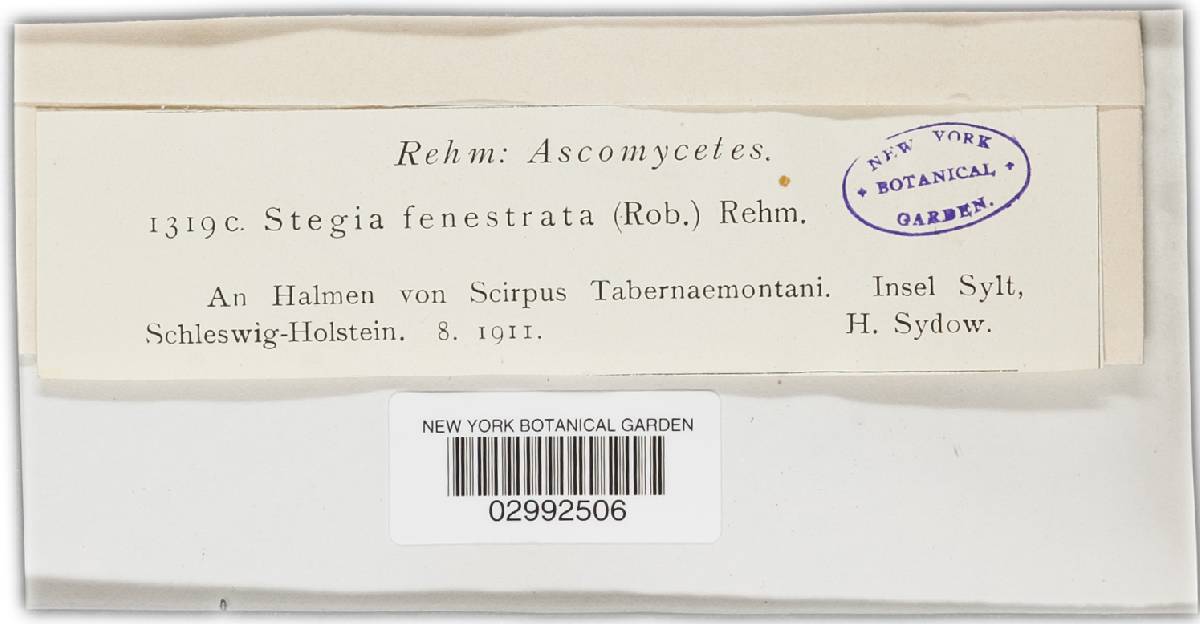 Rehm: Ascomycetes.
NEW YORK
* BOTANICAL *
GARDEN.
1319c. Stegia fenestrata (Rob.) Rehm.
An Halmen von Scirpus Tabernaemontani. Insel Sylt,
Schleswig-Holstein. 8. 1911. H. Sydow.
NEW YORK BOTANICAL GARDEN
02992506